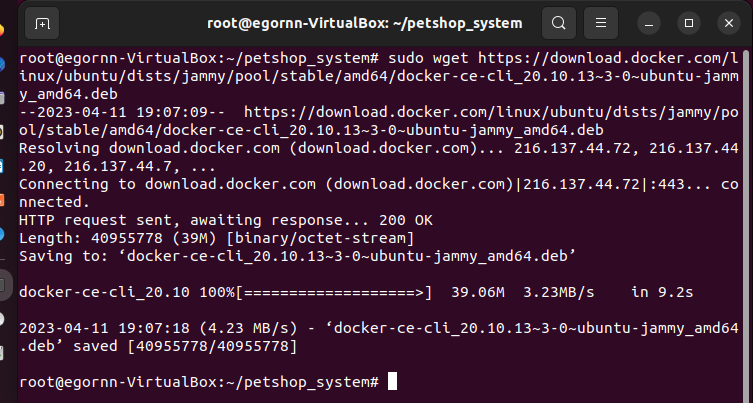 root@egornn-VirtualBox: ~/petshop_system
root@egornn-VirtualBox:~/petshop_system# sudo wget https://download.docker.com/l
inux/ubuntu/dists/jammy/pool/stable/amd64/docker-ce-cli_20.10.13~3-0~ubuntu-jamm
y_amd64.deb
--2023-04-11 19:07:09--  https://download.docker.com/linux/ubuntu/dists/jammy/po
ol/stable/amd64/docker-ce-cli_20.10.13~3-0~ubuntu-jammy_amd64.deb
Resolving download.docker.com (download.docker.com)... 216.137.44.72, 216.137.44
.20, 216.137.44.7, ...
Connecting to download.docker.com (download.docker.com)|216.137.44.72|:443... co
nnected.
HTTP request sent, awaiting response... 200 OK
Length: 40955778 (39M) [binary/octet-stream]
Saving to: ‘docker-ce-cli_20.10.13~3-0~ubuntu-jammy_amd64.deb’
docker-ce-cli_20.10 100%[===================>]  39.06M  3.23MB/s    in 9.2s
2023-04-11 19:07:18 (4.23 MB/s) - ‘docker-ce-cli_20.10.13~3-0~ubuntu-jammy_amd64
.deb’ saved [40955778/40955778]
root@egornn-VirtualBox:~/petshop_system#